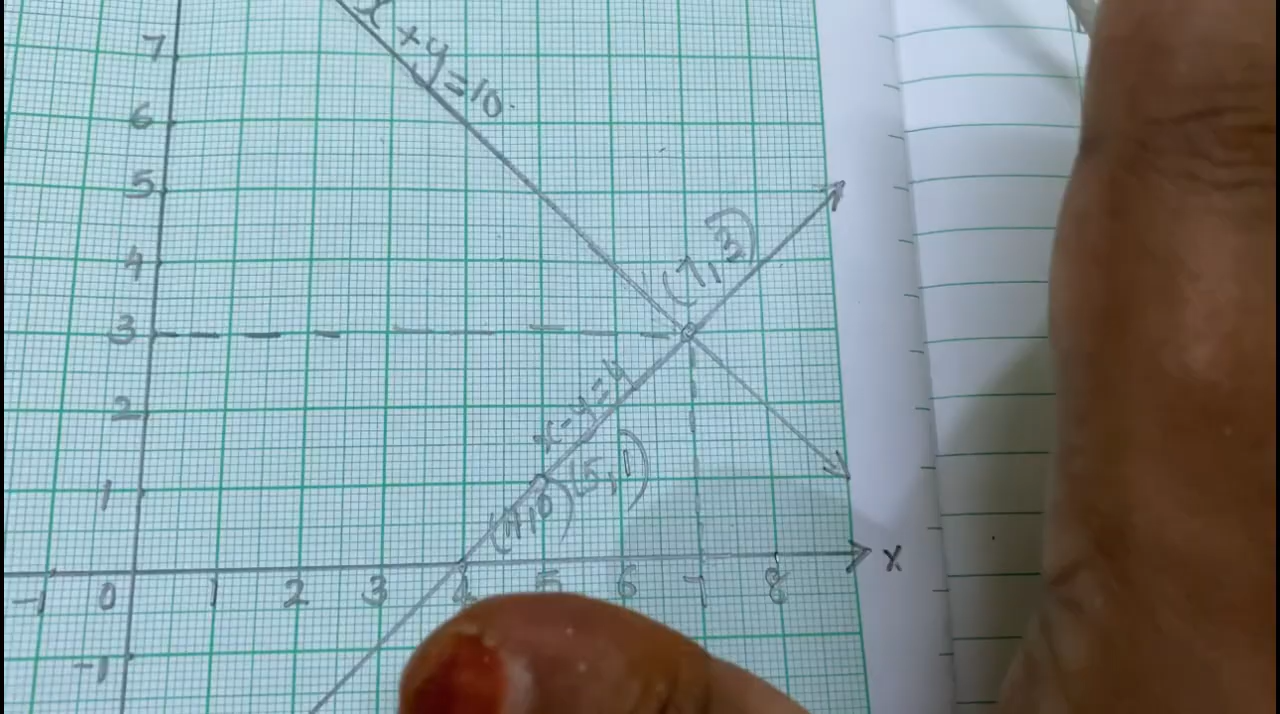 7
x+y=10
6
5
4
(7,3)
3
x-y=4
2
(5,1)
1
(4,0)
x
-1 0 1 2 3 4 5 6 7 8
-1